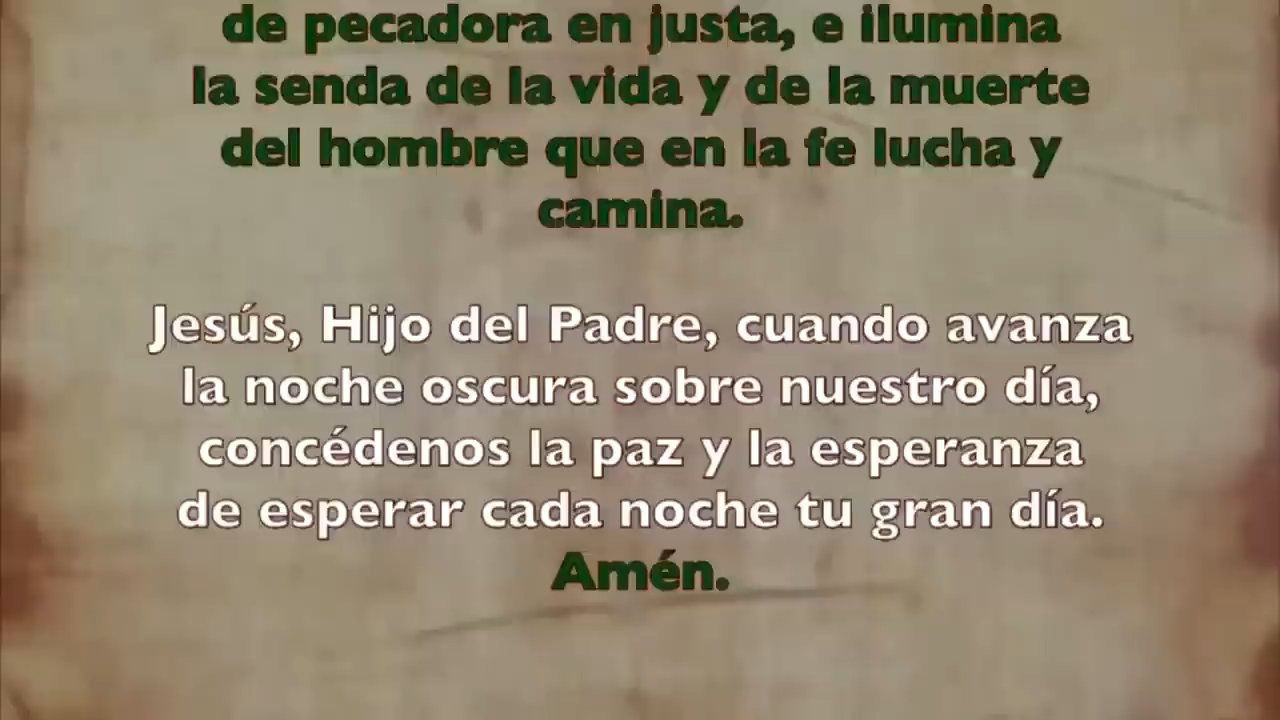 de pecadora en justa, e ilumina
la senda de la vida y de la muerte
del hombre que en la fe lucha y
camina.
Jesús, Hijo del Padre, cuando avanza
la noche oscura sobre nuestro día,
concédenos la paz y la esperanza
de esperar cada noche tu gran día.
Amén.